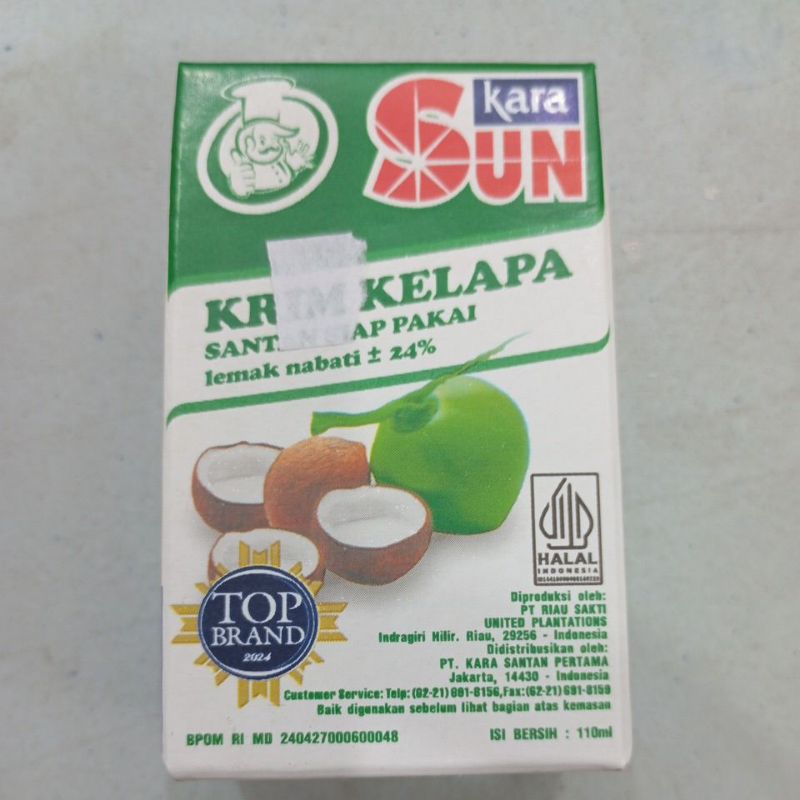 kara
SUN
KRIM KELAPA
SANTAN SIAP PAKAI
lemak nabati ± 24%
HALAL
INDONESIA
TOP
BRAND
2024
Diproduksi oleh:
PT RIAU SAKTI
UNITED PLANTATIONS
Indragiri Hilir. Riau, 29256 - Indonesia
Didistribusikan oleh:
PT. KARA SANTAN PERTAMA
Jakarta, 14430 - Indonesia
Customer Service: Telp: (62-21) 691-8156, Fax: (62-21) 691-8159
Baik digunakan sebelum lihat bagian atas kemasan
BPOM RI MD 240427000600048
ISI BERSIH : 110ml